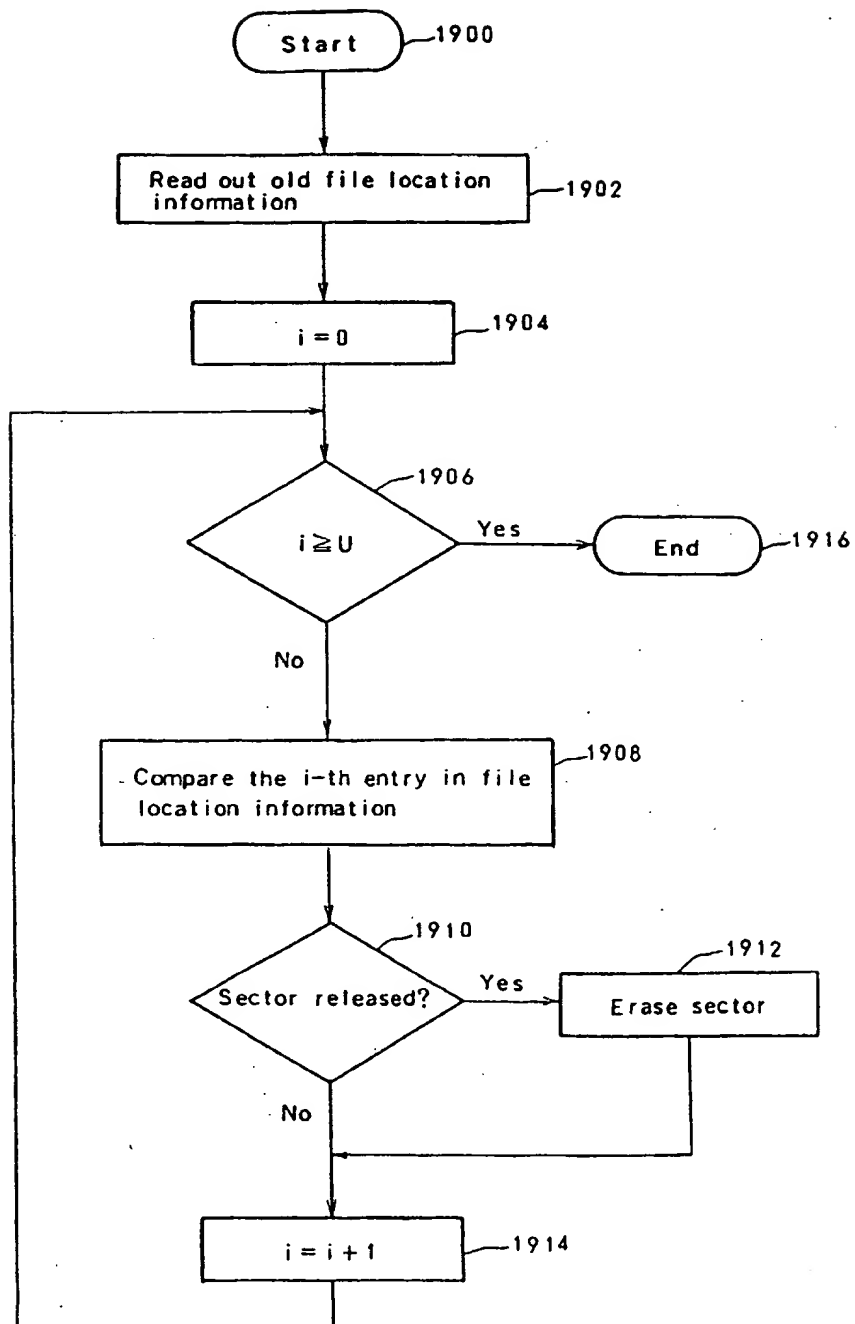 Start
1900
Read out old file location
information
1902
i = 0
1904
1906
i ≧ U
Yes
End
1916
No
1908
Compare the i-th entry in file
location information
1910
Sector released?
Yes
1912
Erase sector
No
i = i + 1
1914